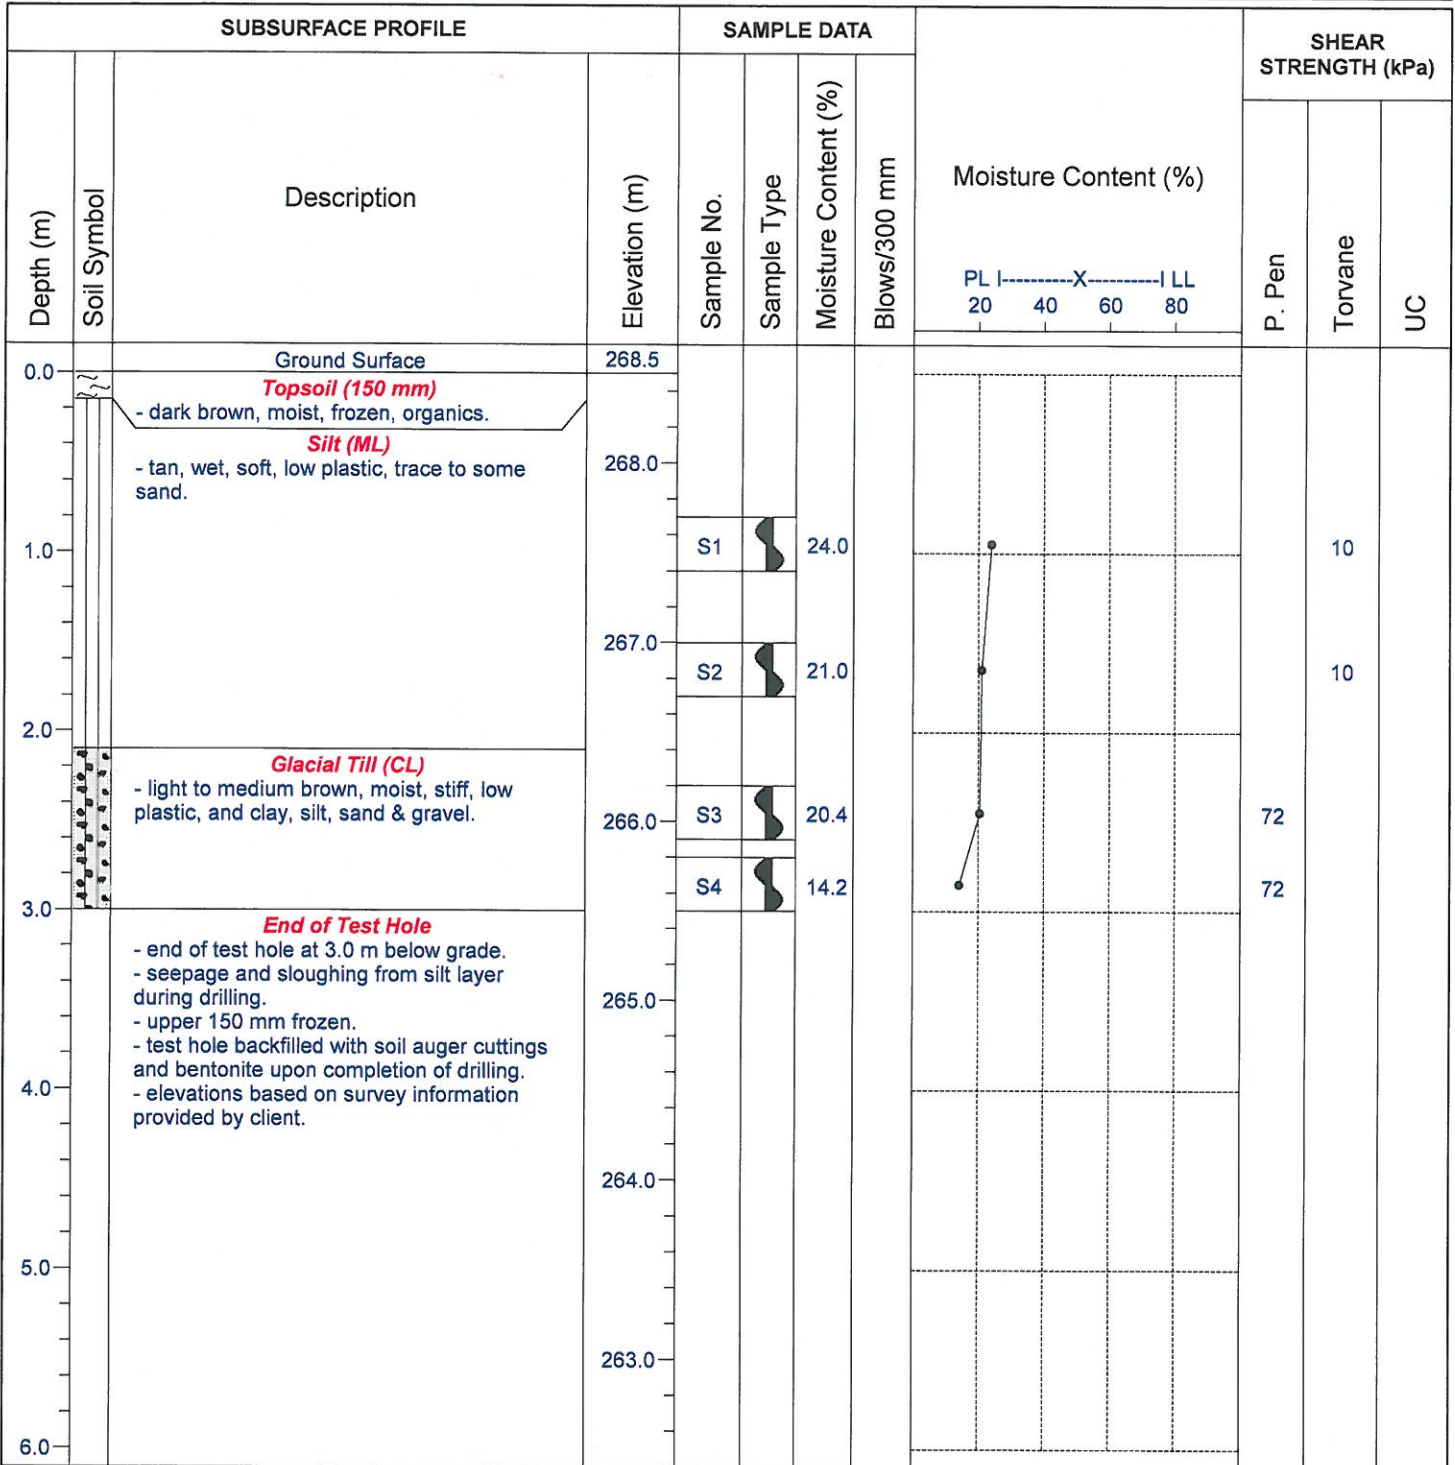 SUBSURFACE PROFILE
SAMPLE DATA
SHEAR
STRENGTH (kPa)
Depth (m)
Soil Symbol
Description
Elevation (m)
Sample No.
Sample Type
Moisture Content (%)
Blows/300 mm
Moisture Content (%)
PL I----------X----------I LL
20 40 60 80
P. Pen
Torvane
UC
Ground Surface 268.5
0.0
Topsoil (150 mm)
- dark brown, moist, frozen, organics.
Silt (ML)
- tan, wet, soft, low plastic, trace to some
sand.
268.0
1.0
S1 24.0 10
267.0
S2 21.0 10
2.0
Glacial Till (CL)
- light to medium brown, moist, stiff, low
plastic, and clay, silt, sand & gravel.
266.0
S3 20.4 72
S4 14.2 72
3.0
End of Test Hole
- end of test hole at 3.0 m below grade.
- seepage and sloughing from silt layer
during drilling.
265.0
- upper 150 mm frozen.
- test hole backfilled with soil auger cuttings
and bentonite upon completion of drilling.
4.0
- elevations based on survey information
provided by client.
264.0
5.0
263.0
6.0